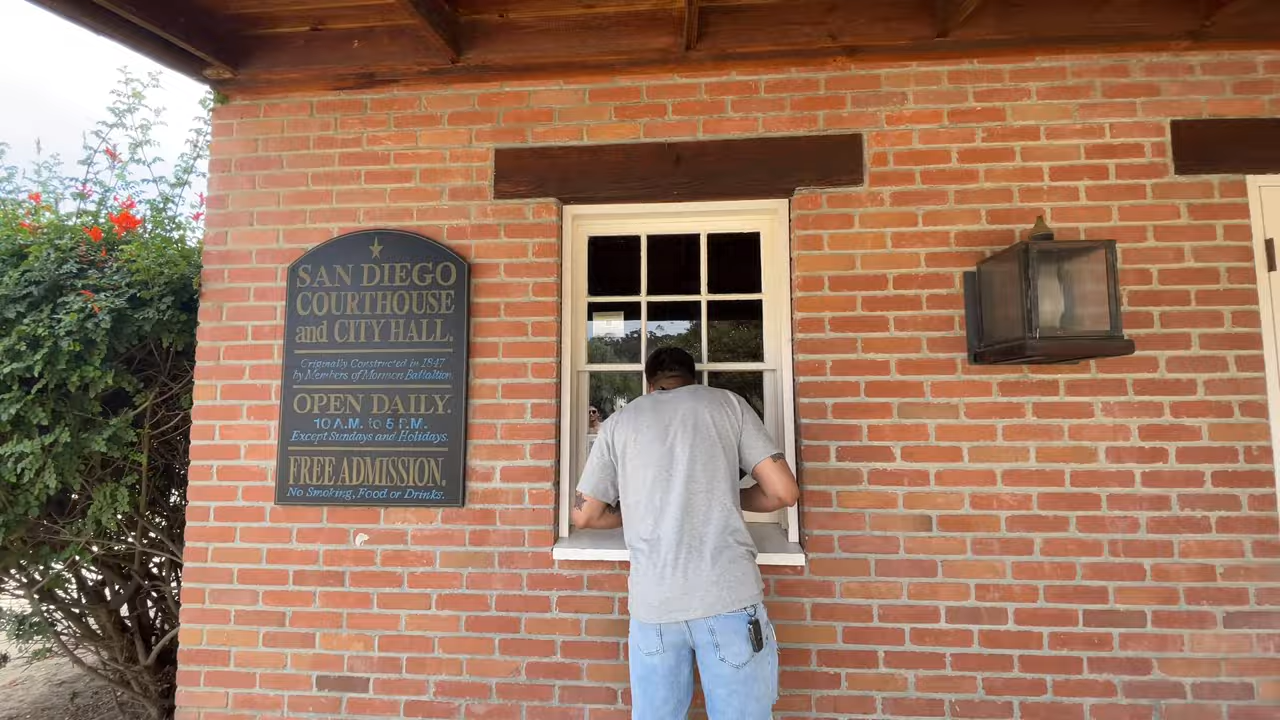 SAN DIEGO
COURTHOUSE
and CITY HALL.
Originally Constructed in 1847
by Members of Mormon Battalion
OPEN DAILY.
10 A.M. to 5 P.M.
Except Sundays and Holidays.
FREE ADMISSION.
No Smoking, Food or Drinks.